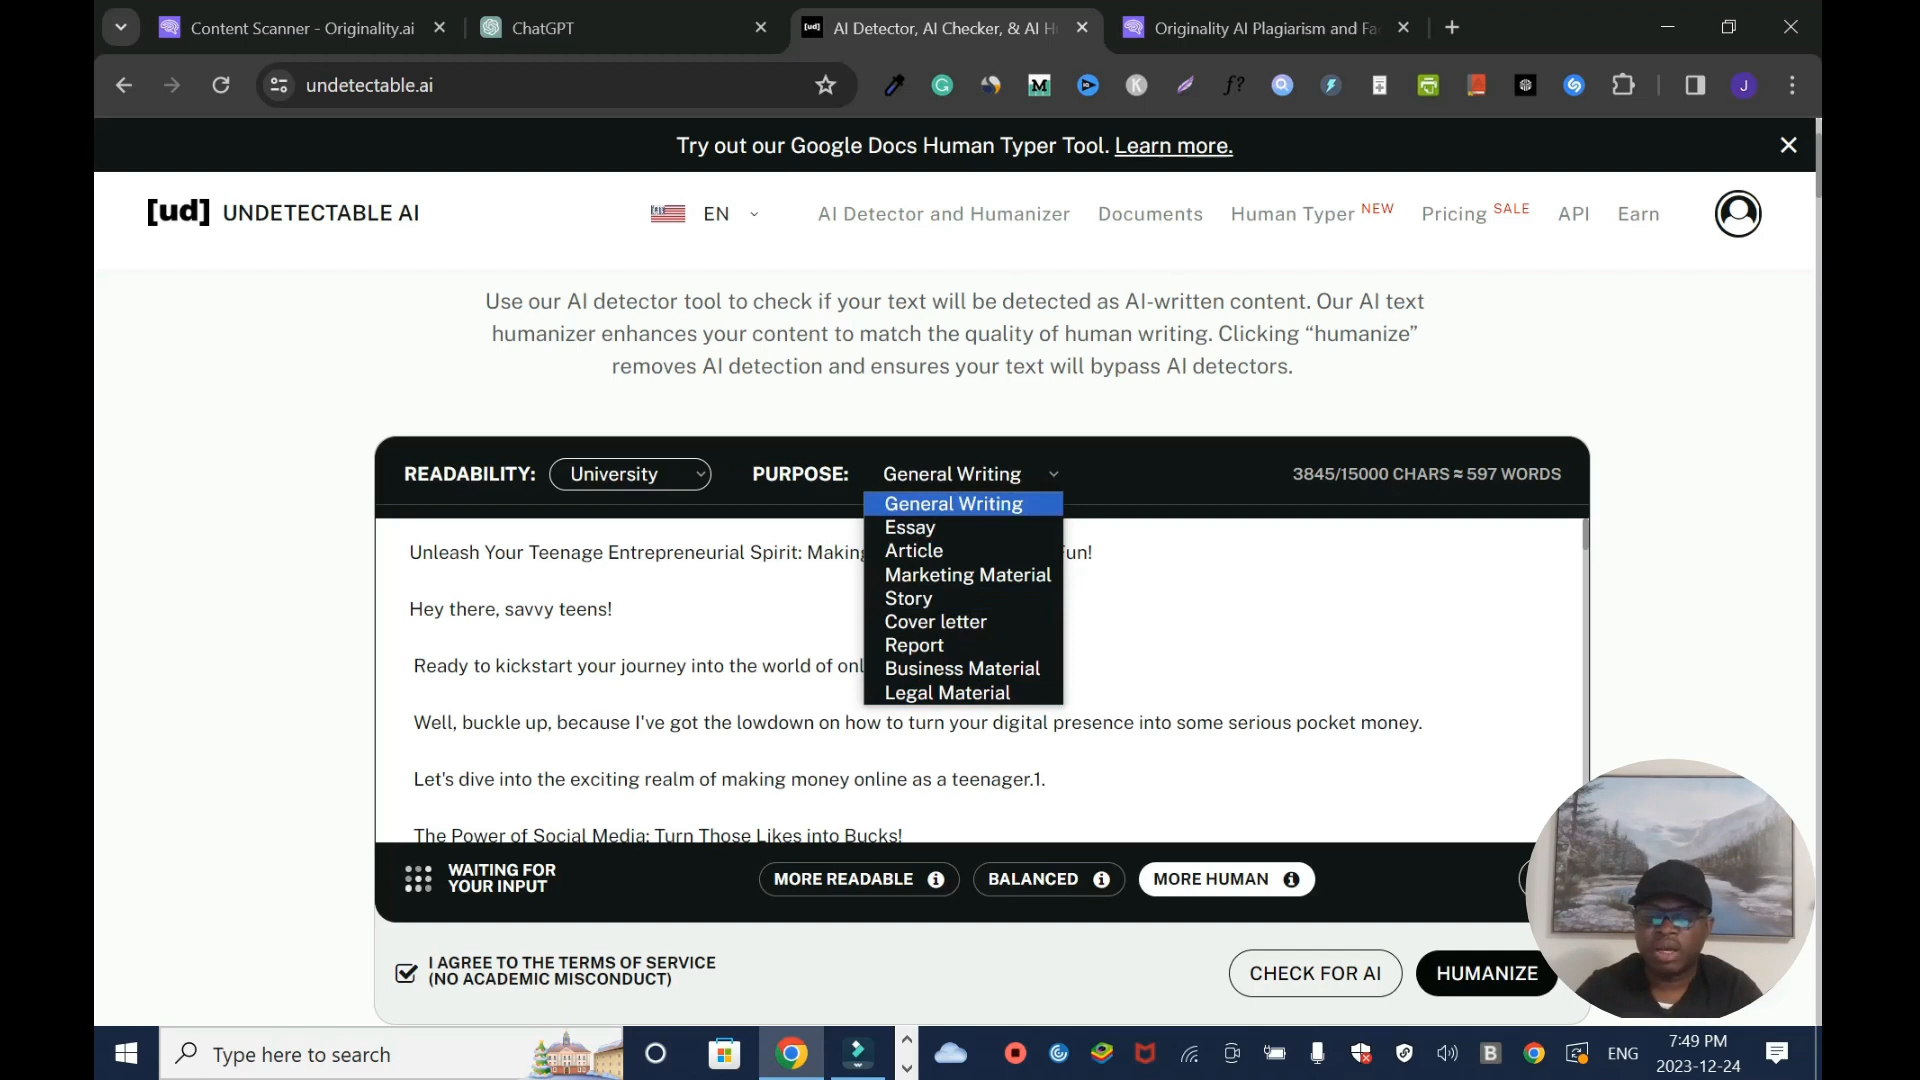 Content Scanner - Originality.ai
ChatGPT
[ud] AI Detector, AI Checker, & AI H
Originality AI Plagiarism and Fa
undetectable.ai
Try out our Google Docs Human Typer Tool. Learn more.
[ud] UNDETECTABLE AI
EN
AI Detector and Humanizer
Documents
Human Typer NEW
Pricing SALE
API
Earn
Use our AI detector tool to check if your text will be detected as AI-written content. Our AI text
humanizer enhances your content to match the quality of human writing. Clicking “humanize”
removes AI detection and ensures your text will bypass AI detectors.
READABILITY: University
PURPOSE: General Writing
3845/15000 CHARS ≈ 597 WORDS
General Writing
Essay
Article
Marketing Material
Story
Cover letter
Report
Business Material
Legal Material
Unleash Your Teenage Entrepreneurial Spirit: Making un!
Hey there, savvy teens!
Ready to kickstart your journey into the world of onl
Well, buckle up, because I've got the lowdown on how to turn your digital presence into some serious pocket money.
Let's dive into the exciting realm of making money online as a teenager.1.
The Power of Social Media: Turn Those Likes into Bucks!
WAITING FOR
YOUR INPUT
MORE READABLE
BALANCED
MORE HUMAN
I AGREE TO THE TERMS OF SERVICE
(NO ACADEMIC MISCONDUCT)
CHECK FOR AI
HUMANIZE
Type here to search
ENG
7:49 PM
2023-12-24